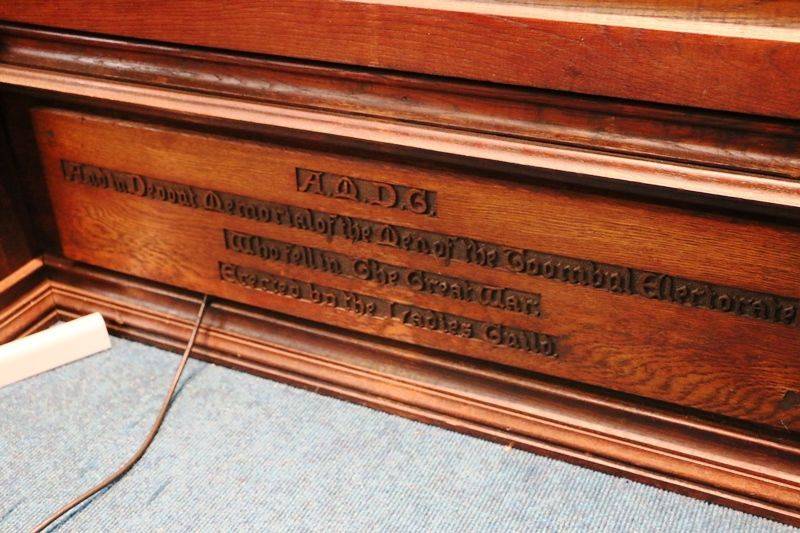 A.M.D.G.
And in Devout Memorial of the Men of the Toombul Electorate
Who fell in The Great War.
Erected by the Ladies Guild.